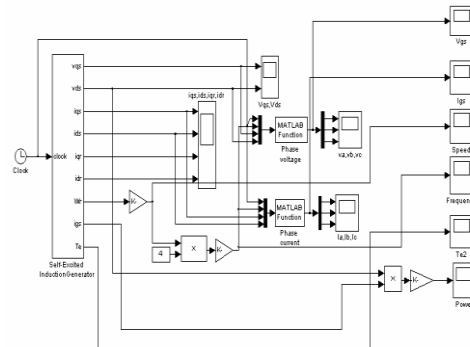 Clock
clock
vqs
vds
iqs
ids
iqr
idr
Wr
igs
Te
Self-Excited
Induction Generator
iqs,ids,iqr,idr
Vqs,Vds
MATLAB
Function
Phase
voltage
va,vb,vc
MATLAB
Function
Phase
current
Ia,Ib,Ic
K-
4
×
K-
×
K-
Vgs
Igs
Speed
Frequen
Te2
Powe